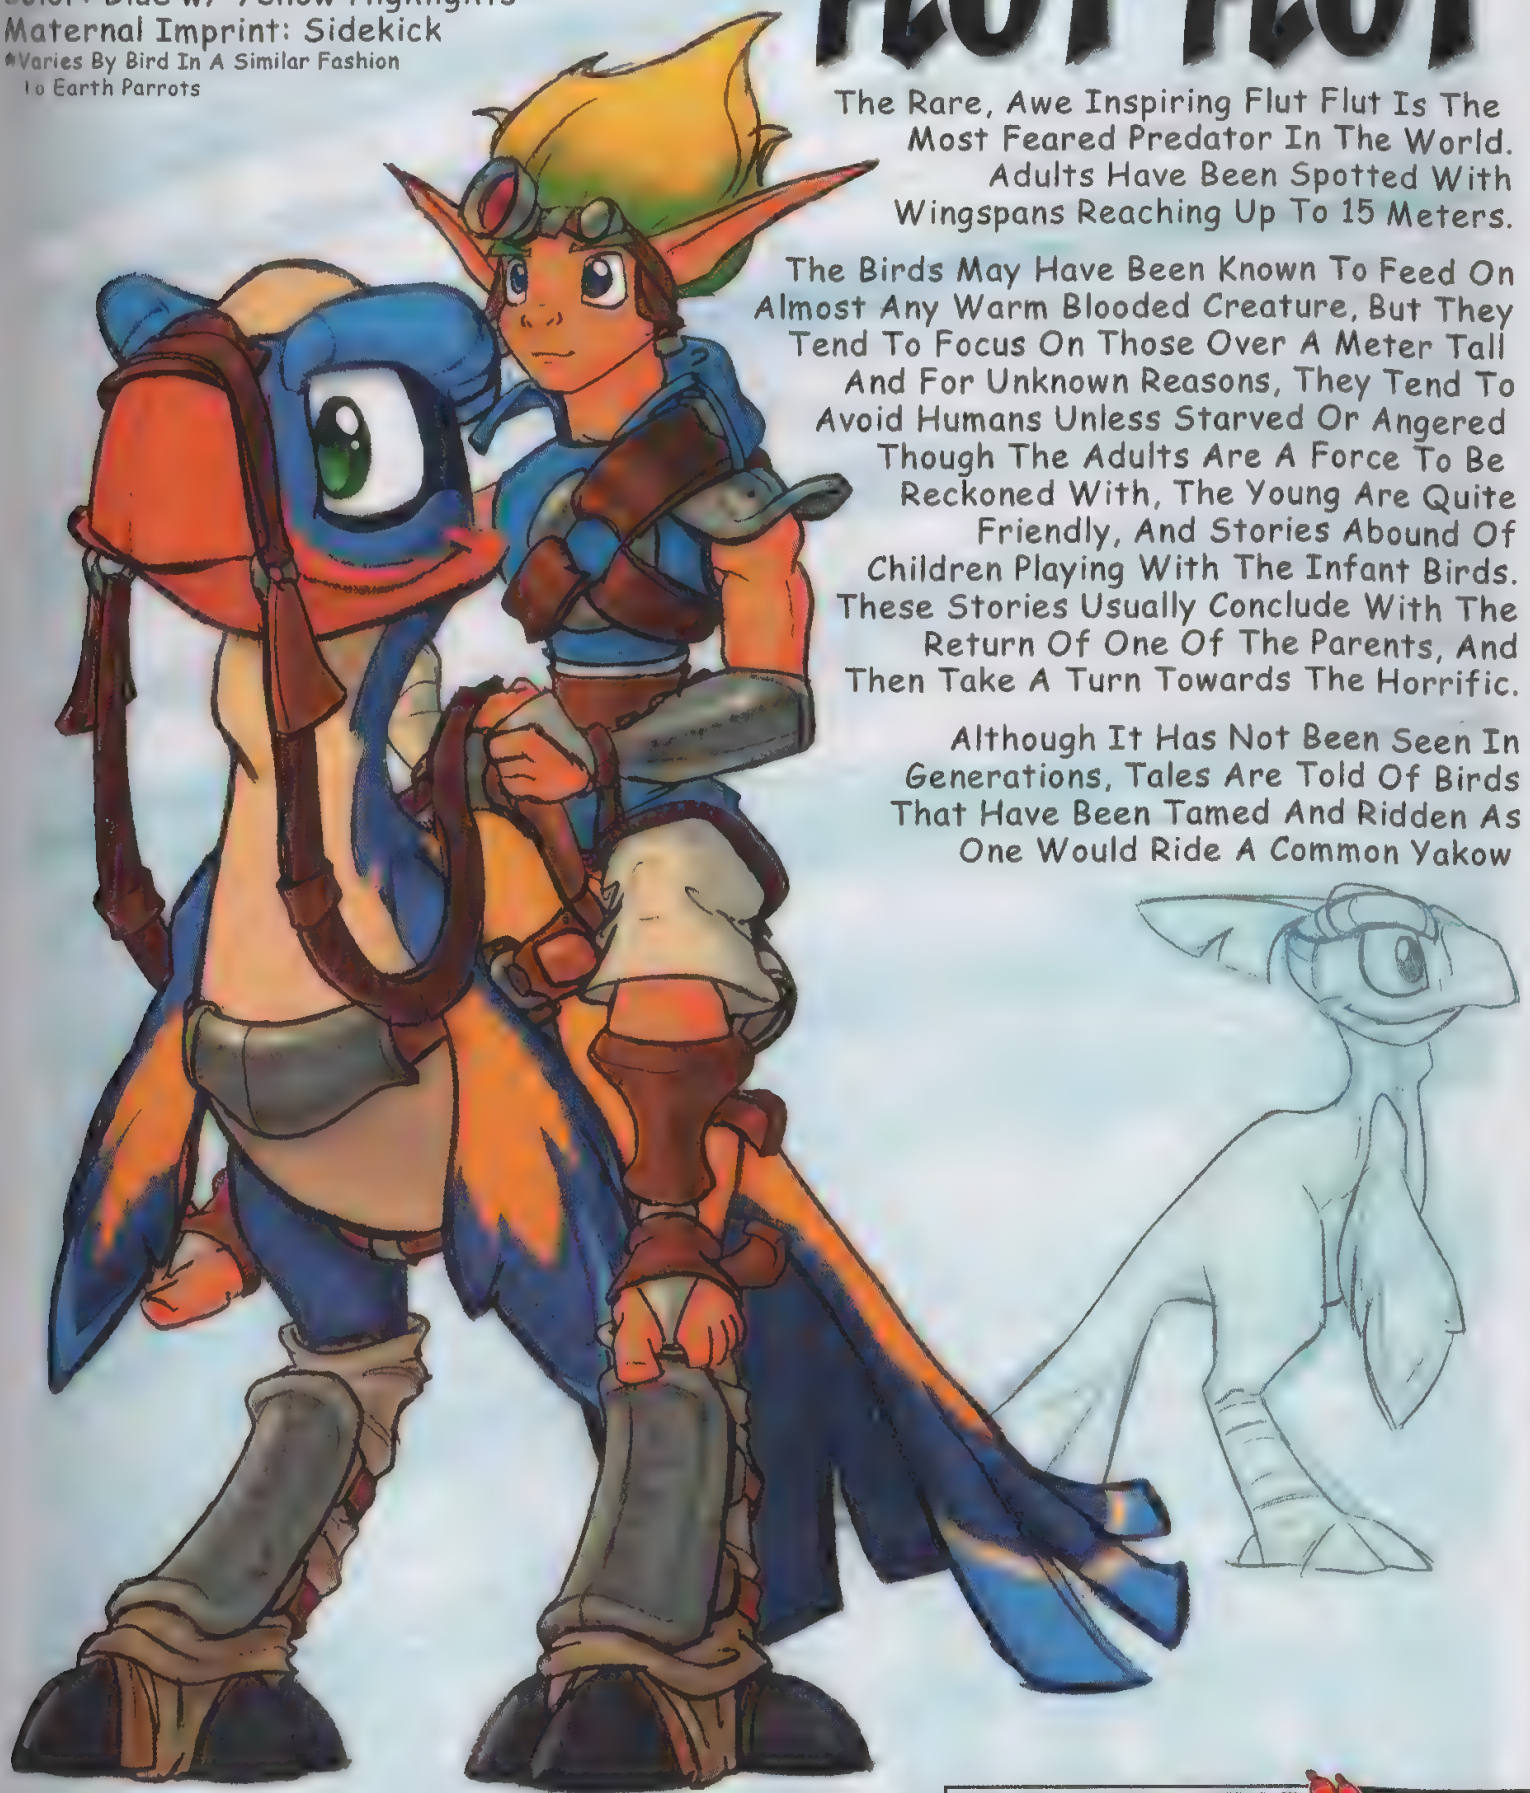 Color: Blue w/ Yellow Highlights
Maternal Imprint: Sidekick
*Varies By Bird In A Similar Fashion
To Earth Parrots
FLUT FLUT
The Rare, Awe Inspiring Flut Flut Is The
Most Feared Predator In The World.
Adults Have Been Spotted With
Wingspans Reaching Up To 15 Meters.
The Birds May Have Been Known To Feed On
Almost Any Warm Blooded Creature, But They
Tend To Focus On Those Over A Meter Tall
And For Unknown Reasons, They Tend To
Avoid Humans Unless Starved Or Angered
Though The Adults Are A Force To Be
Reckoned With, The Young Are Quite
Friendly, And Stories Abound Of
Children Playing With The Infant Birds.
These Stories Usually Conclude With The
Return Of One Of The Parents, And
Then Take A Turn Towards The Horrific.
Although It Has Not Been Seen In
Generations, Tales Are Told Of Birds
That Have Been Tamed And Ridden As
One Would Ride A Common Yakow